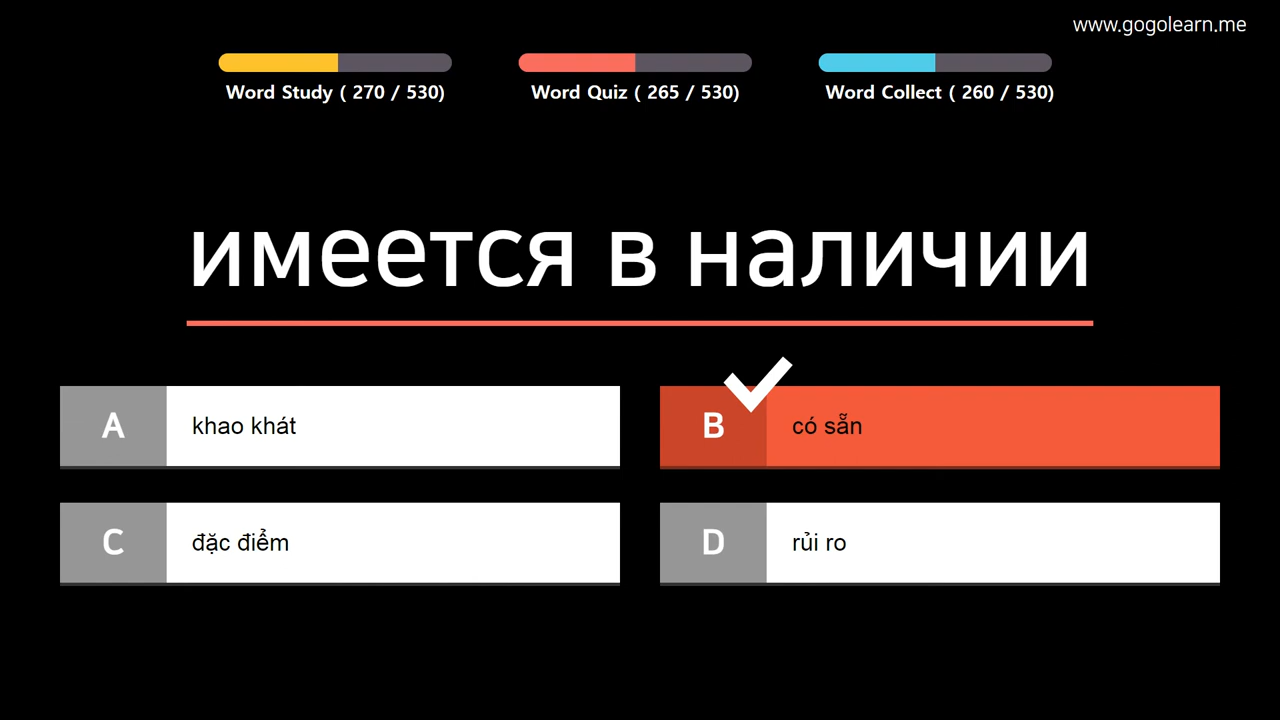 www.gogolearn.me
Word Study ( 270 / 530)
Word Quiz ( 265 / 530)
Word Collect ( 260 / 530)
имеется в наличии
A
khao khát
B
có sẵn
C
đặc điểm
D
rủi ro